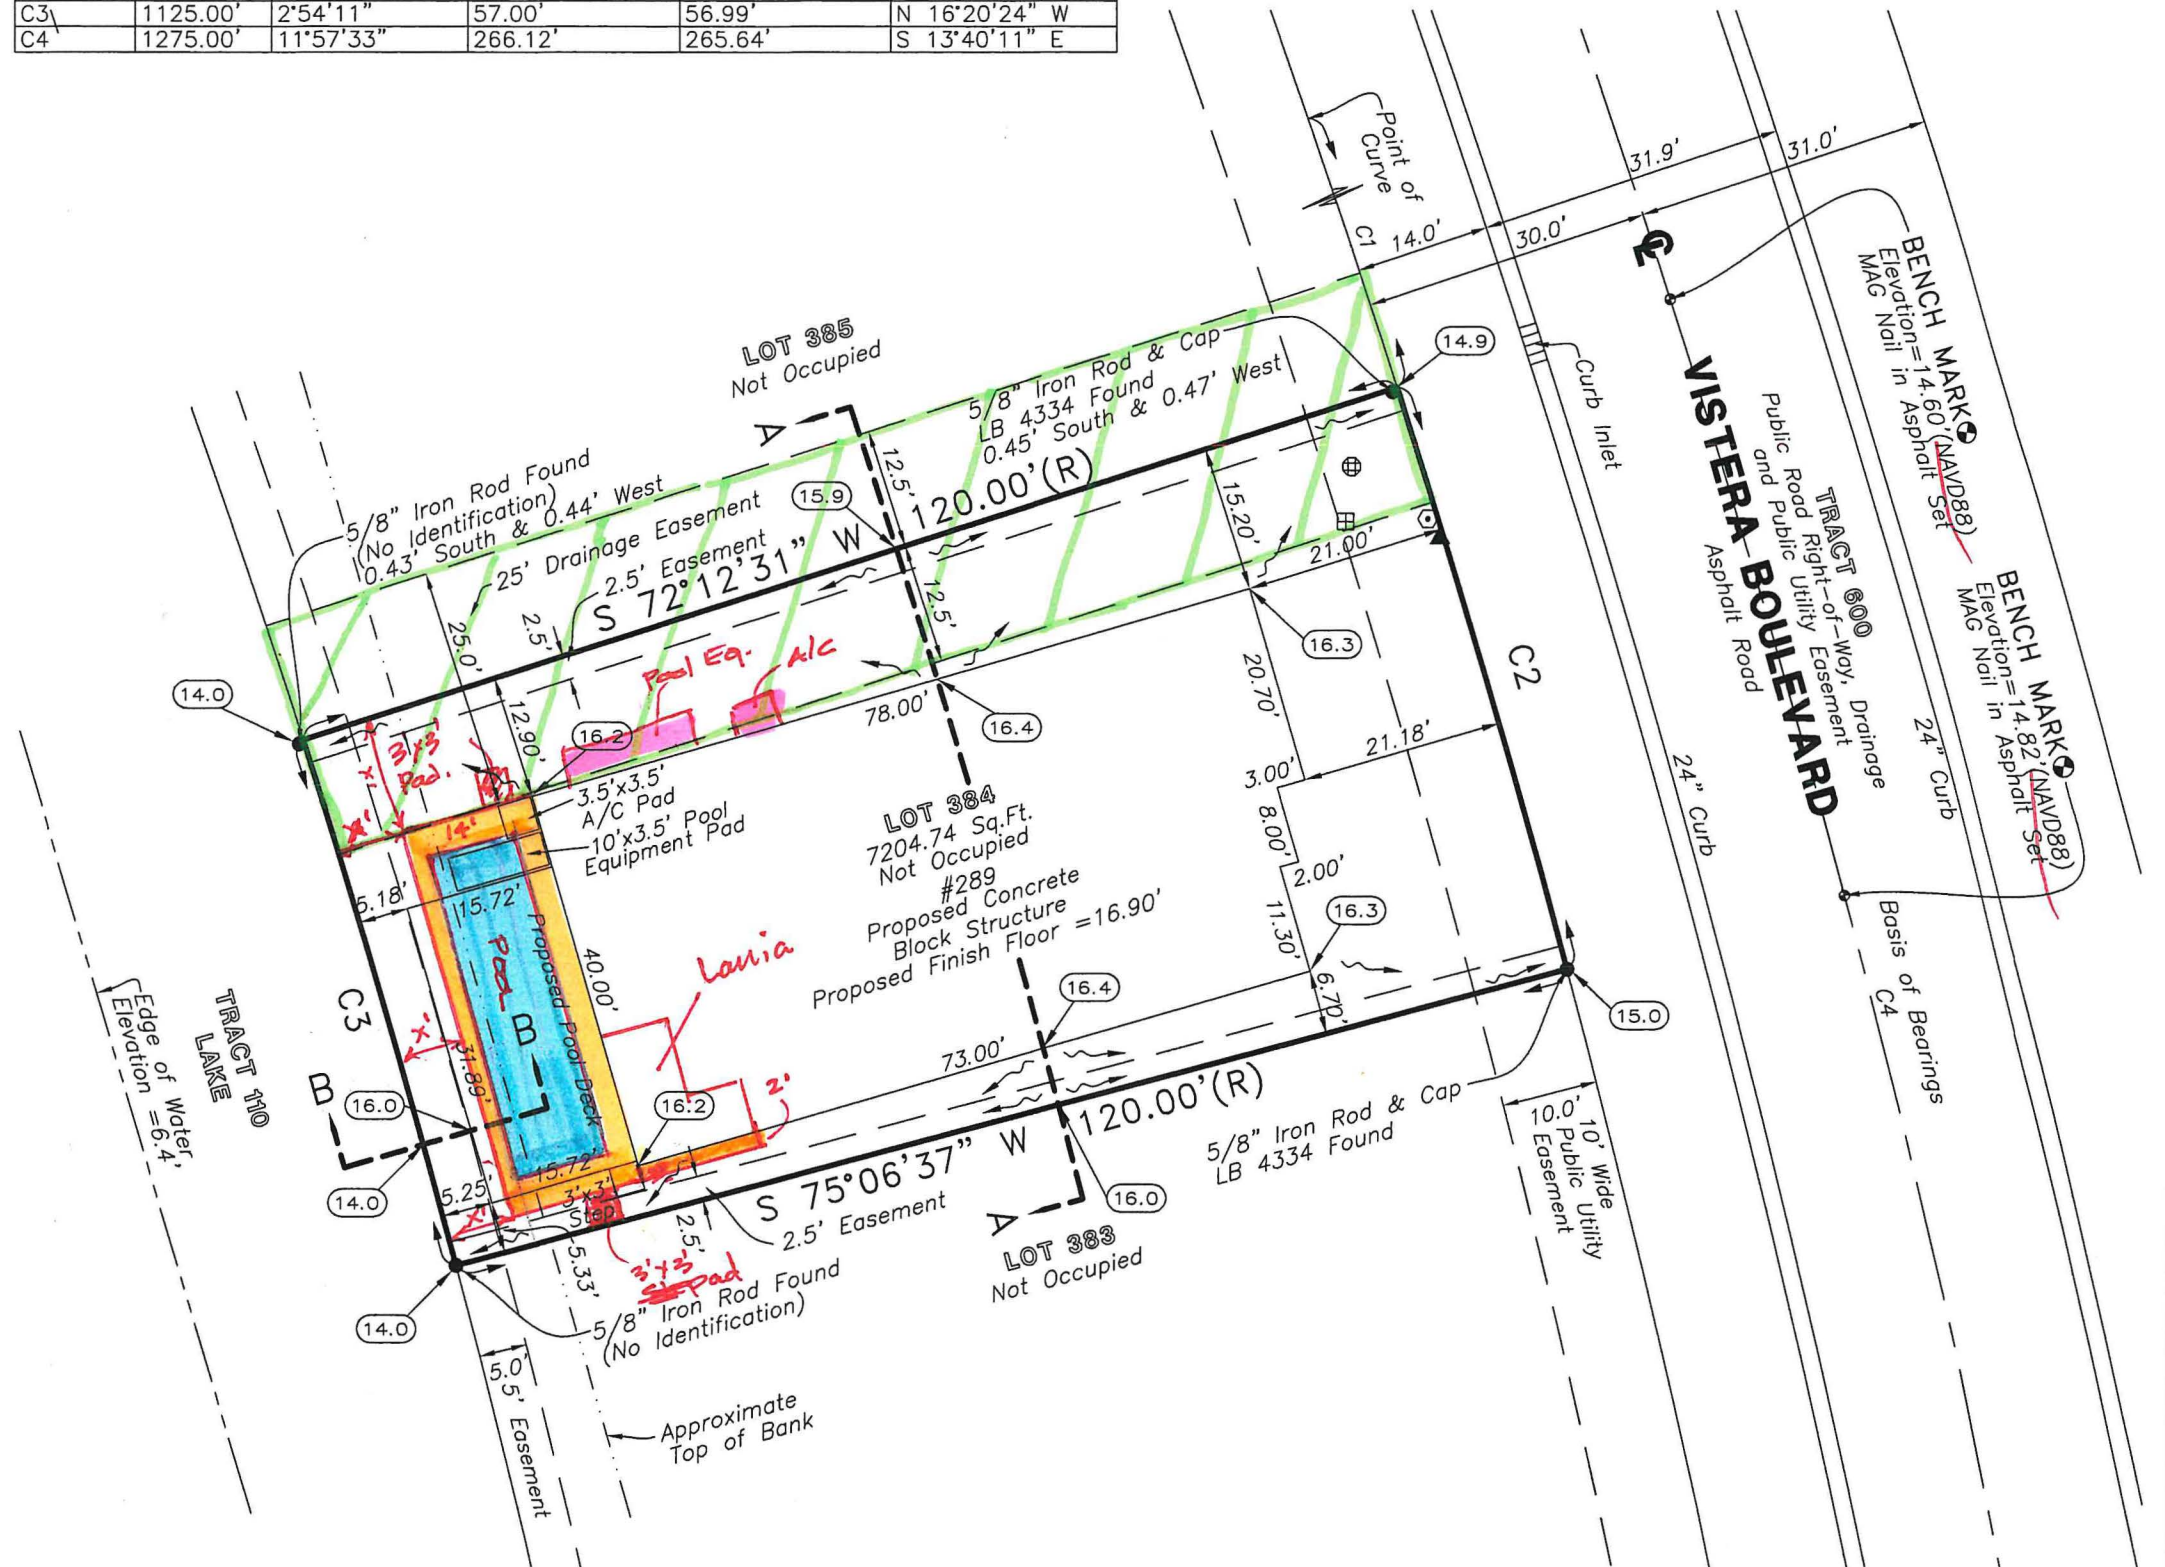 C3 1125.00' 2°54'11" 57.00' 56.99' N 16°20'24" W
C4 1275.00' 11°57'33" 266.12' 265.64' S 13°40'11" E
Point of
Curve
C1
14.0'
31.9'
31.0'
30.0'
℄
BENCH MARK
Elevation=14.60'(NAVD88)
MAG Nail in Asphalt Set
BENCH MARK
Elevation=14.82'(NAVD88)
MAG Nail in Asphalt Set
VISTERA BOULEVARD
TRACT 600
Public Road Right-of-Way, Drainage
and Public Utility Easement
Asphalt Road
Curb Inlet
24" Curb
24" Curb
Basis of Bearings
C4
LOT 385
Not Occupied
A
5/8" Iron Rod & Cap
LB 4334 Found
0.45' South & 0.47' West
14.9
5/8" Iron Rod Found
(No Identification)
0.43' South & 0.44' West
25' Drainage Easement
2.5' Easement
S 72°12'31" W
120.00'(R)
15.9
12.5'
12.5'
15.20'
21.00'
25.0'
2.5'
12.90'
14.0
Pool Eq.
A/C
3'x3'
Pad.
x'
x'
14'
16.2
78.00'
16.4
16.3
20.70'
21.18'
C2
3.00'
8.00'
2.00'
11.30'
16.3
6.70'
3.5'x3.5'
A/C Pad
10'x3.5' Pool
Equipment Pad
LOT 384
7204.74 Sq.Ft.
Not Occupied
#289
Proposed Concrete
Block Structure
Proposed Finish Floor =16.90'
5.18'
15.72'
Pool
Proposed Pool Deck
40.00'
Lania
C3
x'
31.89'
B
B
16.0
14.0
16.2
2'
73.00'
16.4
15.0
Edge of Water,
Elevation =6.4'
TRACT 110
LAKE
15.72'
5.25'
3'x3'
Step
x'
5.33'
2.5'
S 75°06'37" W
120.00'(R)
2.5' Easement
A
16.0
LOT 383
Not Occupied
5/8" Iron Rod & Cap
LB 4334 Found
10.0'
10' Wide
Public Utility
Easement
3'x3'
pad
5/8" Iron Rod Found
(No Identification)
14.0
5.0'
5' Easement
Approximate
Top of Bank